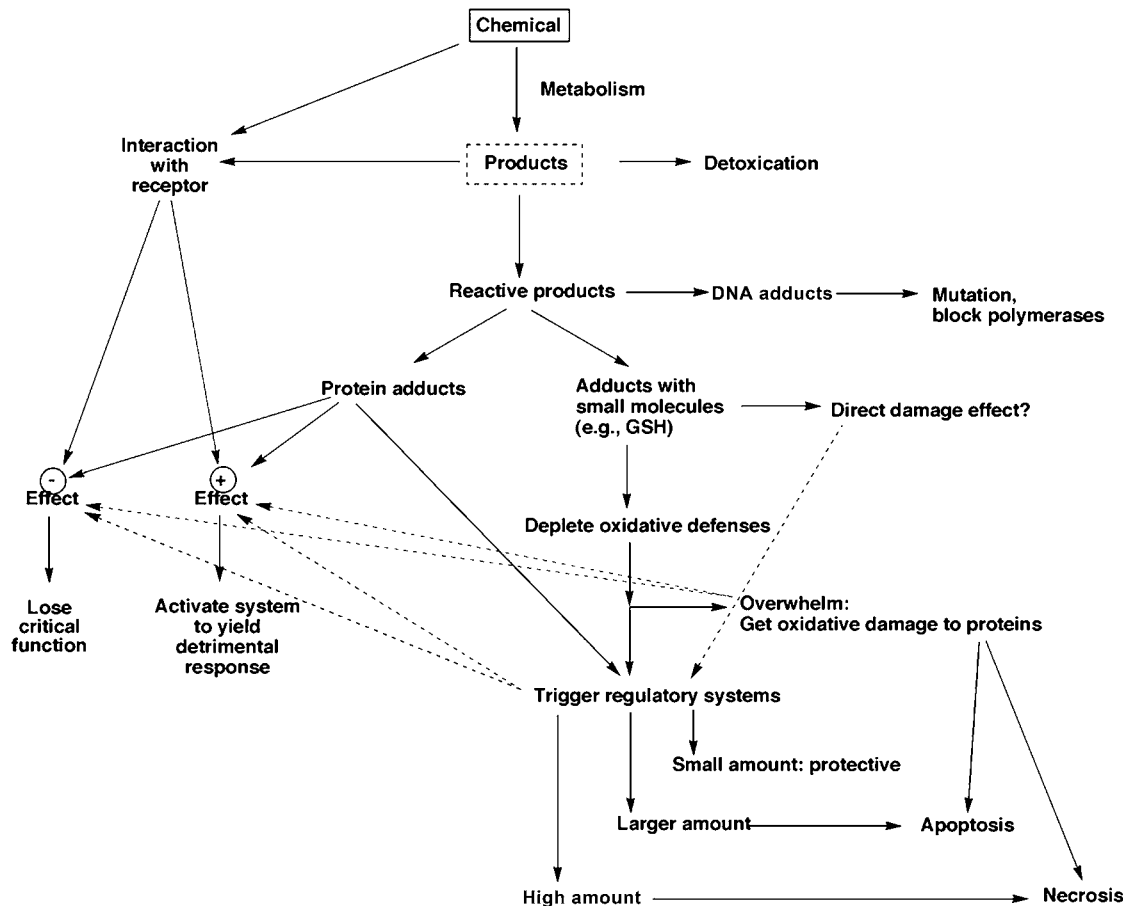 Chemical
Metabolism
Interaction
with
receptor
Products
Detoxication
Reactive products
DNA adducts
Mutation,
block polymerases
Protein adducts
Adducts with
small molecules
(e.g., GSH)
Direct damage effect?
-
Effect
+
Effect
Deplete oxidative defenses
Lose
critical
function
Activate system
to yield
detrimental
response
Overwhelm:
Get oxidative damage to proteins
Trigger regulatory systems
Small amount: protective
Larger amount
Apoptosis
High amount
Necrosis